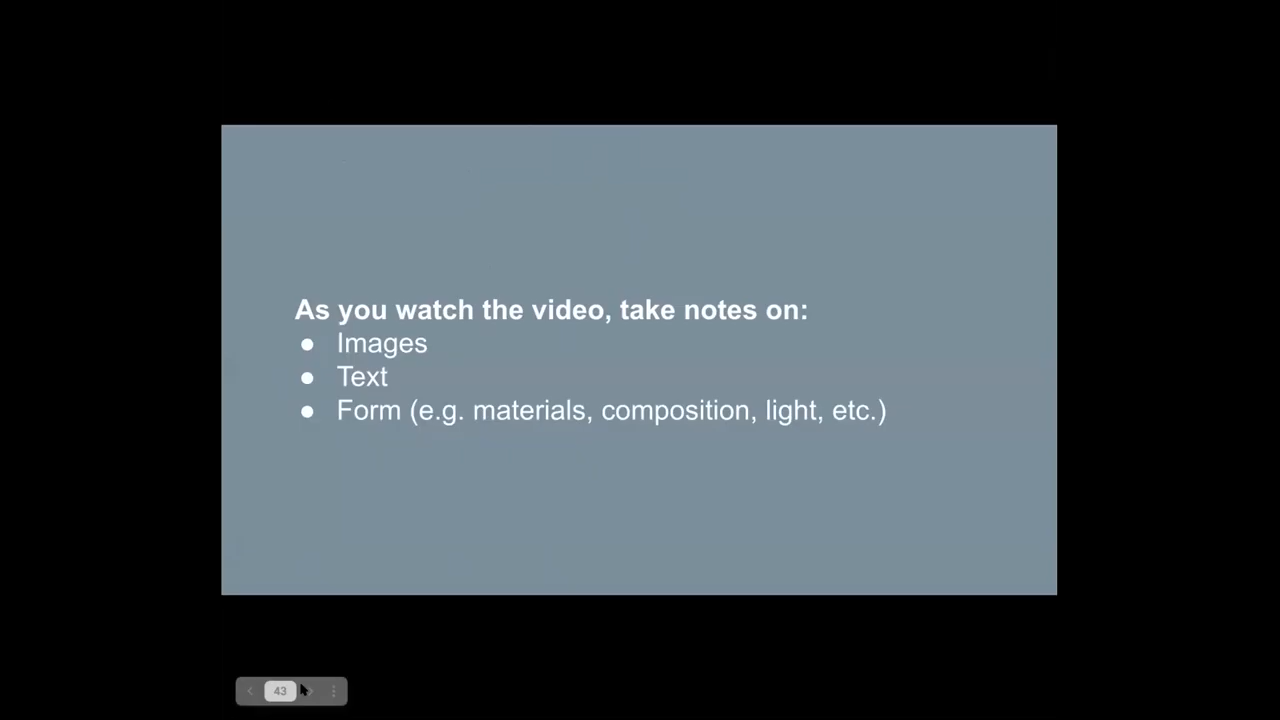 As you watch the video, take notes on:
● Images
● Text
● Form (e.g. materials, composition, light, etc.)
43